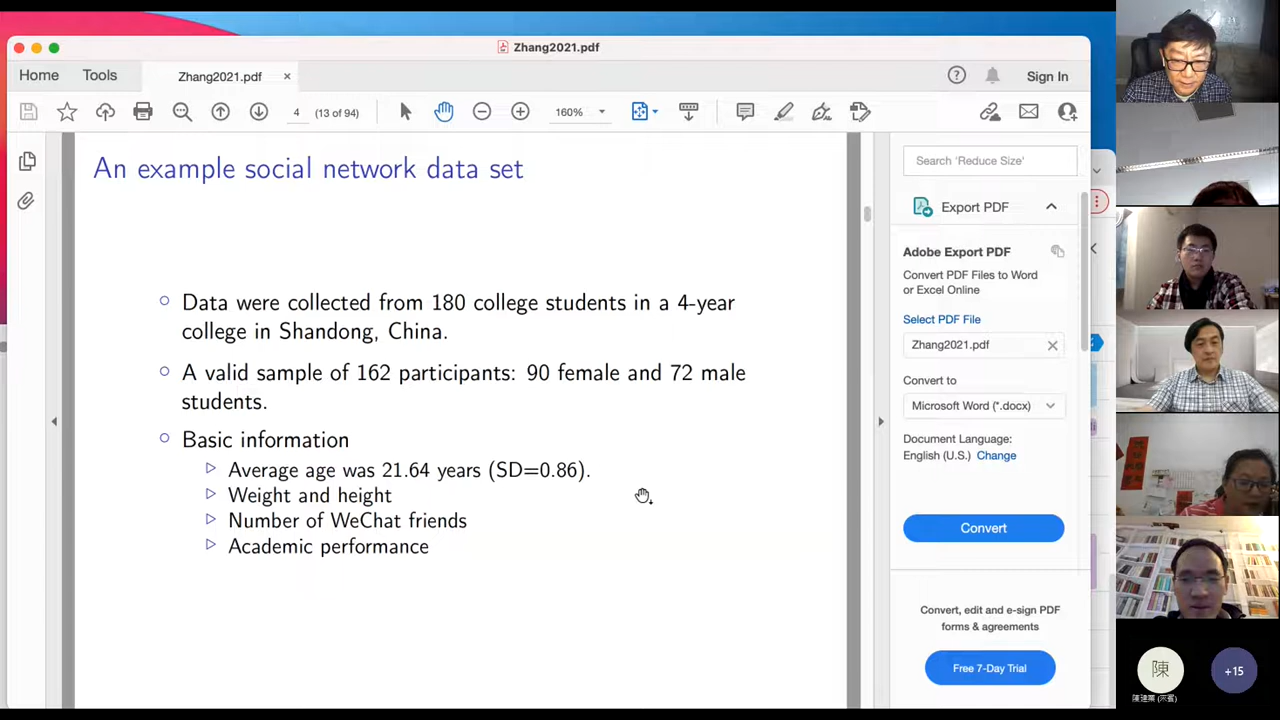 Zhang2021.pdf
Home
Tools
Zhang2021.pdf
Sign In
4
(13 of 94)
160%
An example social network data set
Data were collected from 180 college students in a 4-year
college in Shandong, China.
A valid sample of 162 participants: 90 female and 72 male
students.
Basic information
Average age was 21.64 years (SD=0.86).
Weight and height
Number of WeChat friends
Academic performance
Search 'Reduce Size'
Export PDF
Adobe Export PDF
Convert PDF Files to Word
or Excel Online
Select PDF File
Zhang2021.pdf
Convert to
Microsoft Word (*.docx)
Document Language:
English (U.S.) Change
Convert
Convert, edit and e-sign PDF
forms & agreements
Free 7-Day Trial
陳
+15